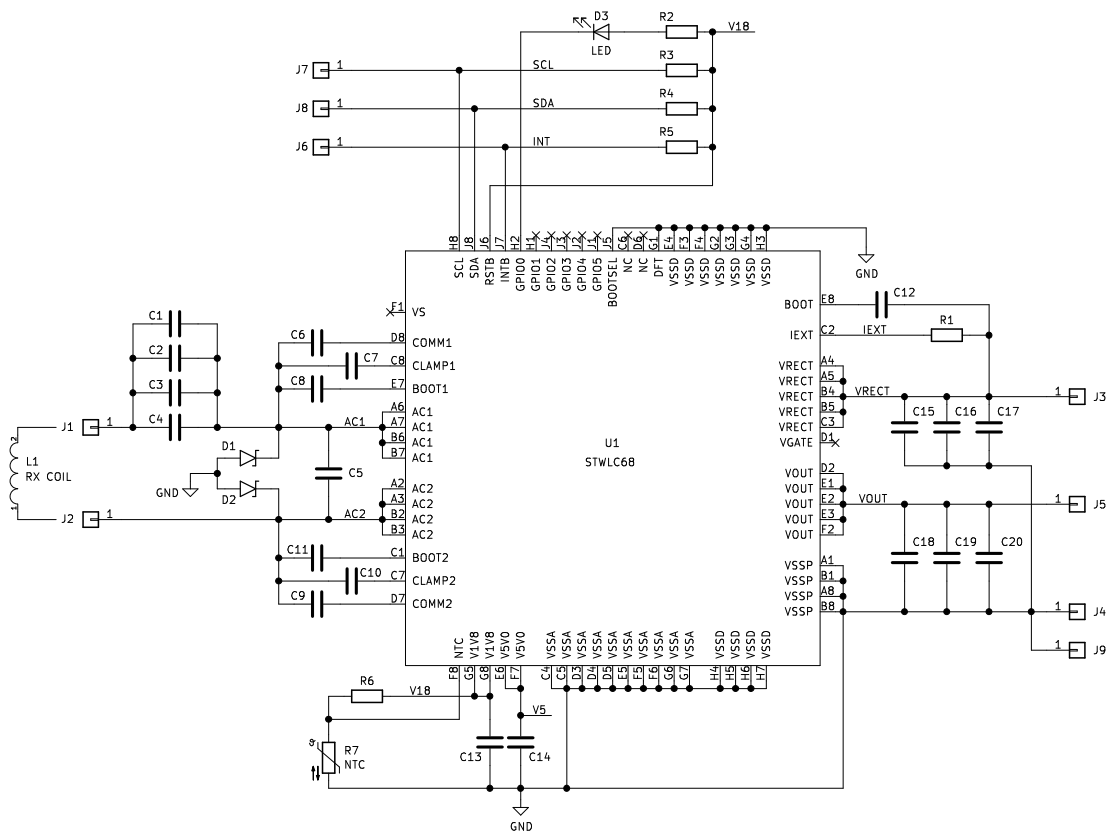 D3
R2
V18
LED
J7 1 SCL R3
J8 1 SDA R4
J6 1 INT R5
H8 J8 J6 J7 H2 H1 J4 J3 J2 J1 J5 C6 D6 G1 E4 F3 F4 G2 G3 G4 H3
SCL SDA RSTB INTB GPIO0 GPIO1 GPIO2 GPIO3 GPIO4 GPIO5 BOOTSEL NC NC DFT VSSD VSSD VSSD VSSD VSSD VSSD VSSD
GND
F1 VS
C1
C2
C3
C4
C6 D8 COMM1
C7 C8 CLAMP1
C8 E7 BOOT1
A6 AC1
J1 1 AC1 A7 AC1
B6 AC1
B7 AC1
D1
L1
RX COIL
2
1
GND
D2
C5
A2 AC2
A3 AC2
J2 1 AC2 B2 AC2
B3 AC2
C11 C1 BOOT2
C10 C7 CLAMP2
C9 D7 COMM2
U1
STWLC68
BOOT E8 C12
IEXT C2 IEXT R1
VRECT A4
VRECT A5
VRECT B4 VRECT 1 J3
VRECT B5
VRECT C3
VGATE D1
C15 C16 C17
VOUT D2
VOUT E1
VOUT E2 VOUT 1 J5
VOUT E3
VOUT F2
C18 C19 C20
VSSP A1
VSSP B1
VSSP A8
VSSP B8 1 J4
1 J9
NTC V1V8 V1V8 V5V0 V5V0 VSSA VSSA VSSA VSSA VSSA VSSA VSSA VSSA VSSA VSSA VSSD VSSD VSSD VSSD
F8 G5 G8 E6 F7 C4 C5 D3 D4 D5 E5 F5 F6 G6 G7 H4 H5 H6 H7
R6 V18
V5
R7
NTC
C13 C14
GND